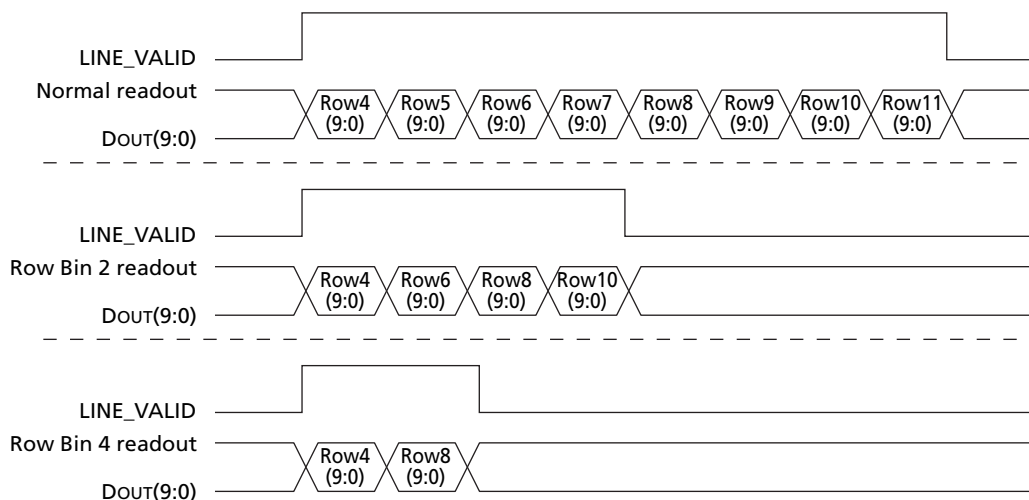 LINE_VALID
Normal readout
Row4 Row5 Row6 Row7 Row8 Row9 Row10 Row11
(9:0) (9:0) (9:0) (9:0) (9:0) (9:0) (9:0) (9:0)
DOUT(9:0)
LINE_VALID
Row Bin 2 readout
Row4 Row6 Row8 Row10
(9:0) (9:0) (9:0) (9:0)
DOUT(9:0)
LINE_VALID
Row Bin 4 readout
Row4 Row8
(9:0) (9:0)
DOUT(9:0)